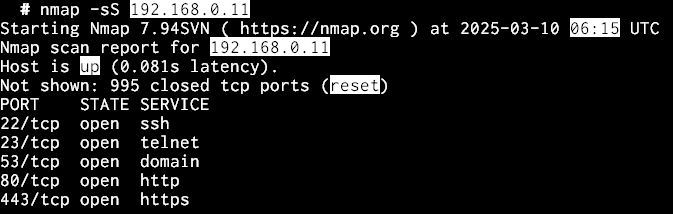 # nmap -sS 192.168.0.11
Starting Nmap 7.94SVN ( https://nmap.org ) at 2025-03-10 06:15 UTC
Nmap scan report for 192.168.0.11
Host is up (0.081s latency).
Not shown: 995 closed tcp ports (reset)
PORT    STATE SERVICE
22/tcp  open  ssh
23/tcp  open  telnet
53/tcp  open  domain
80/tcp  open  http
443/tcp open  https